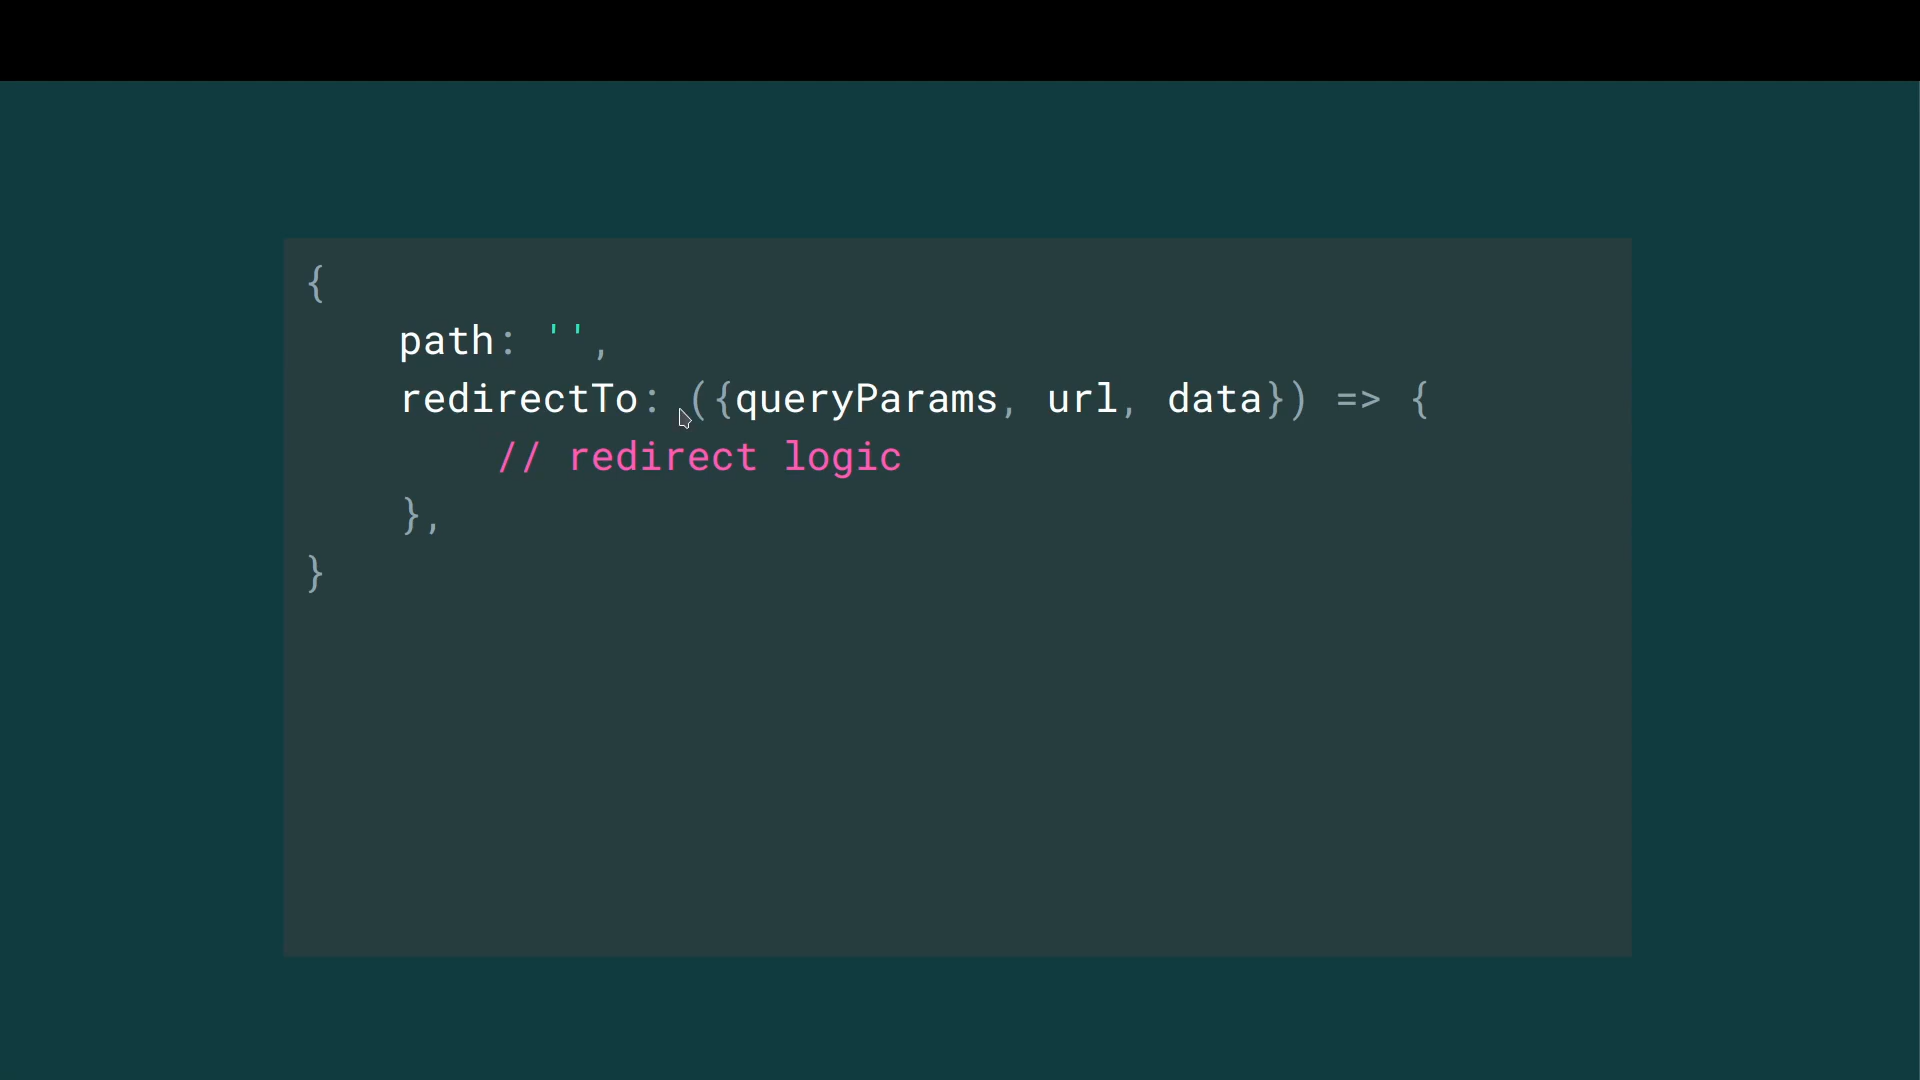 {
path: '',
redirectTo: ({queryParams, url, data}) => {
// redirect logic
},
}